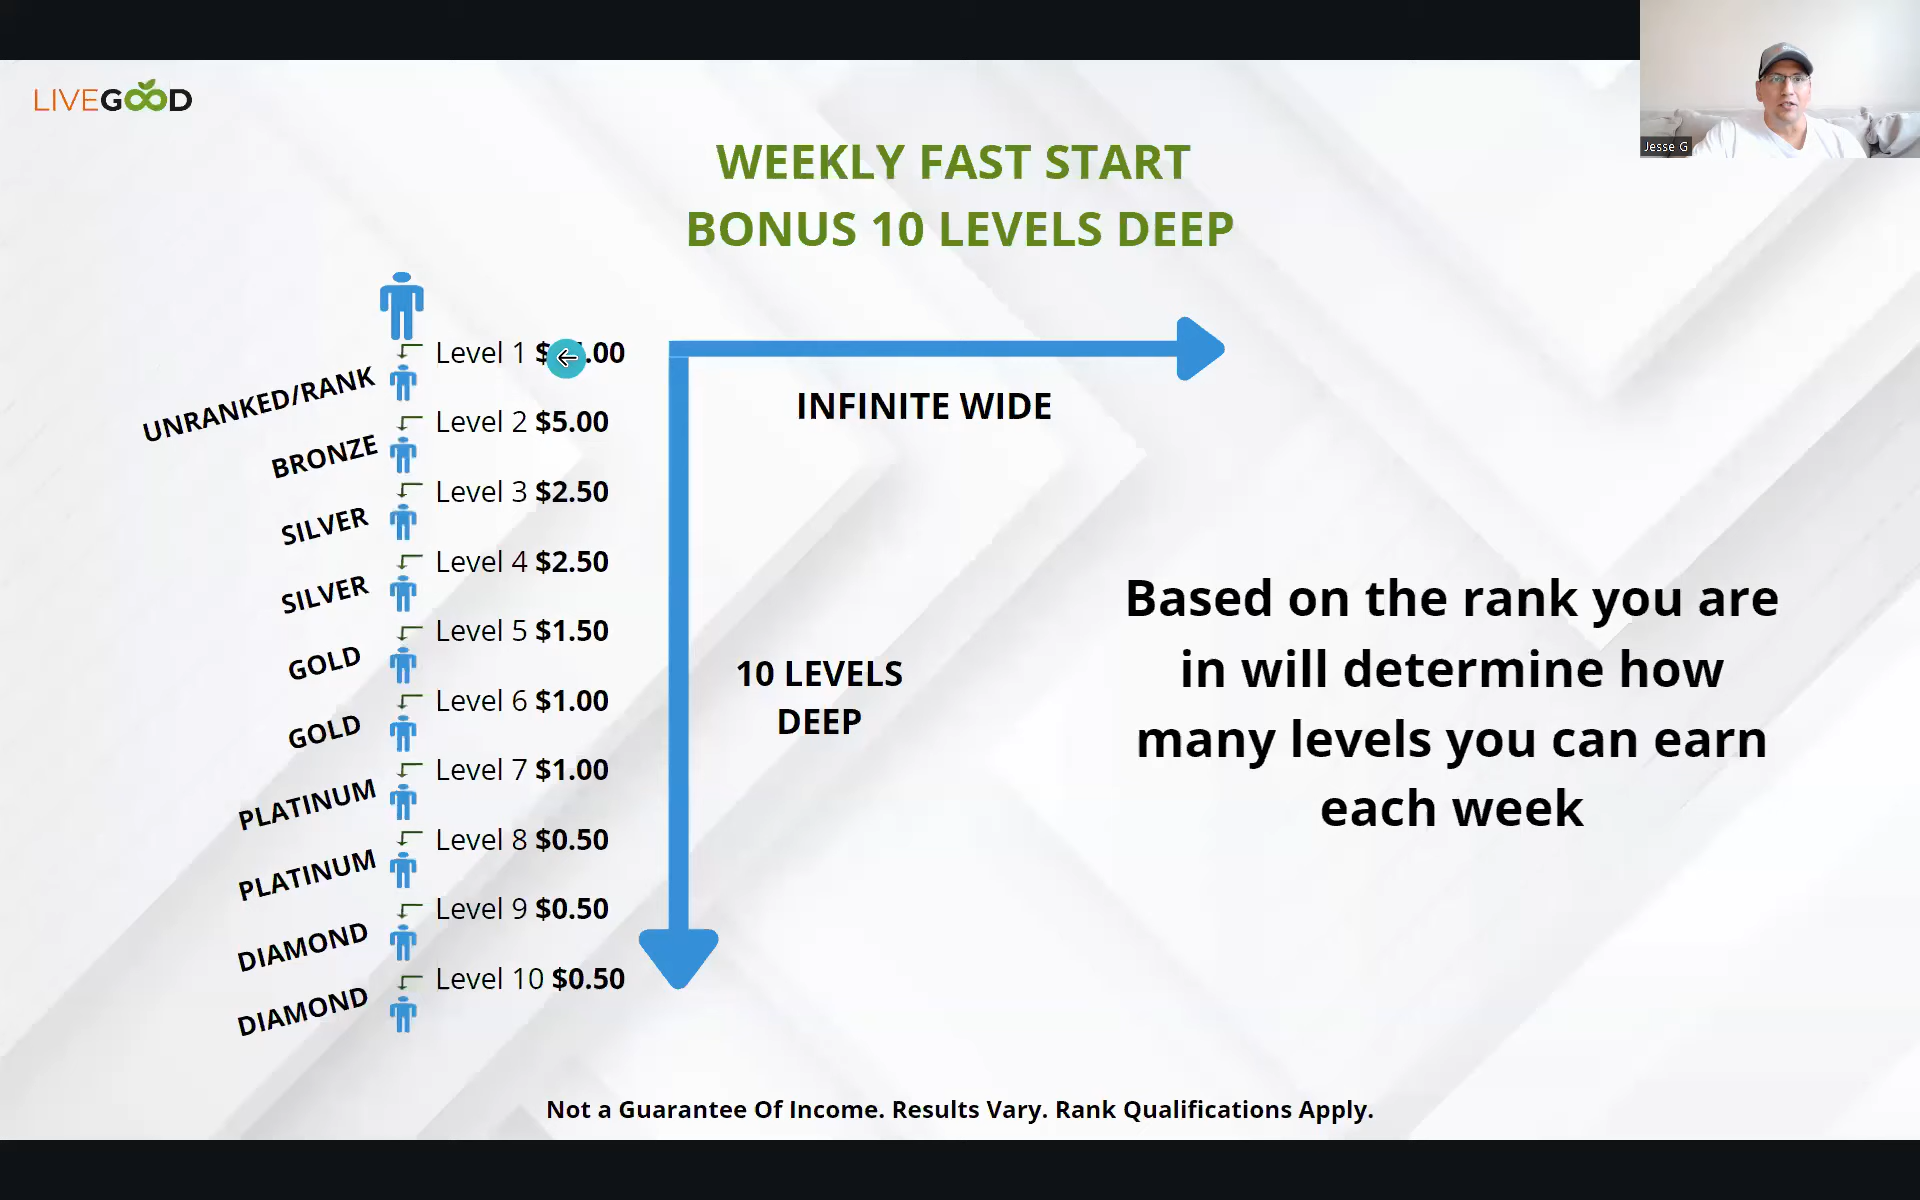 LIVEGOOD
Jesse G
WEEKLY FAST START
BONUS 10 LEVELS DEEP
Level 1
UNRANKED/RANK
Level 2 $5.00
BRONZE
Level 3 $2.50
SILVER
Level 4 $2.50
SILVER
Level 5 $1.50
GOLD
Level 6 $1.00
GOLD
Level 7 $1.00
PLATINUM
Level 8 $0.50
PLATINUM
Level 9 $0.50
DIAMOND
Level 10 $0.50
DIAMOND
INFINITE WIDE
10 LEVELS
DEEP
Based on the rank you are
in will determine how
many levels you can earn
each week
Not a Guarantee Of Income. Results Vary. Rank Qualifications Apply.